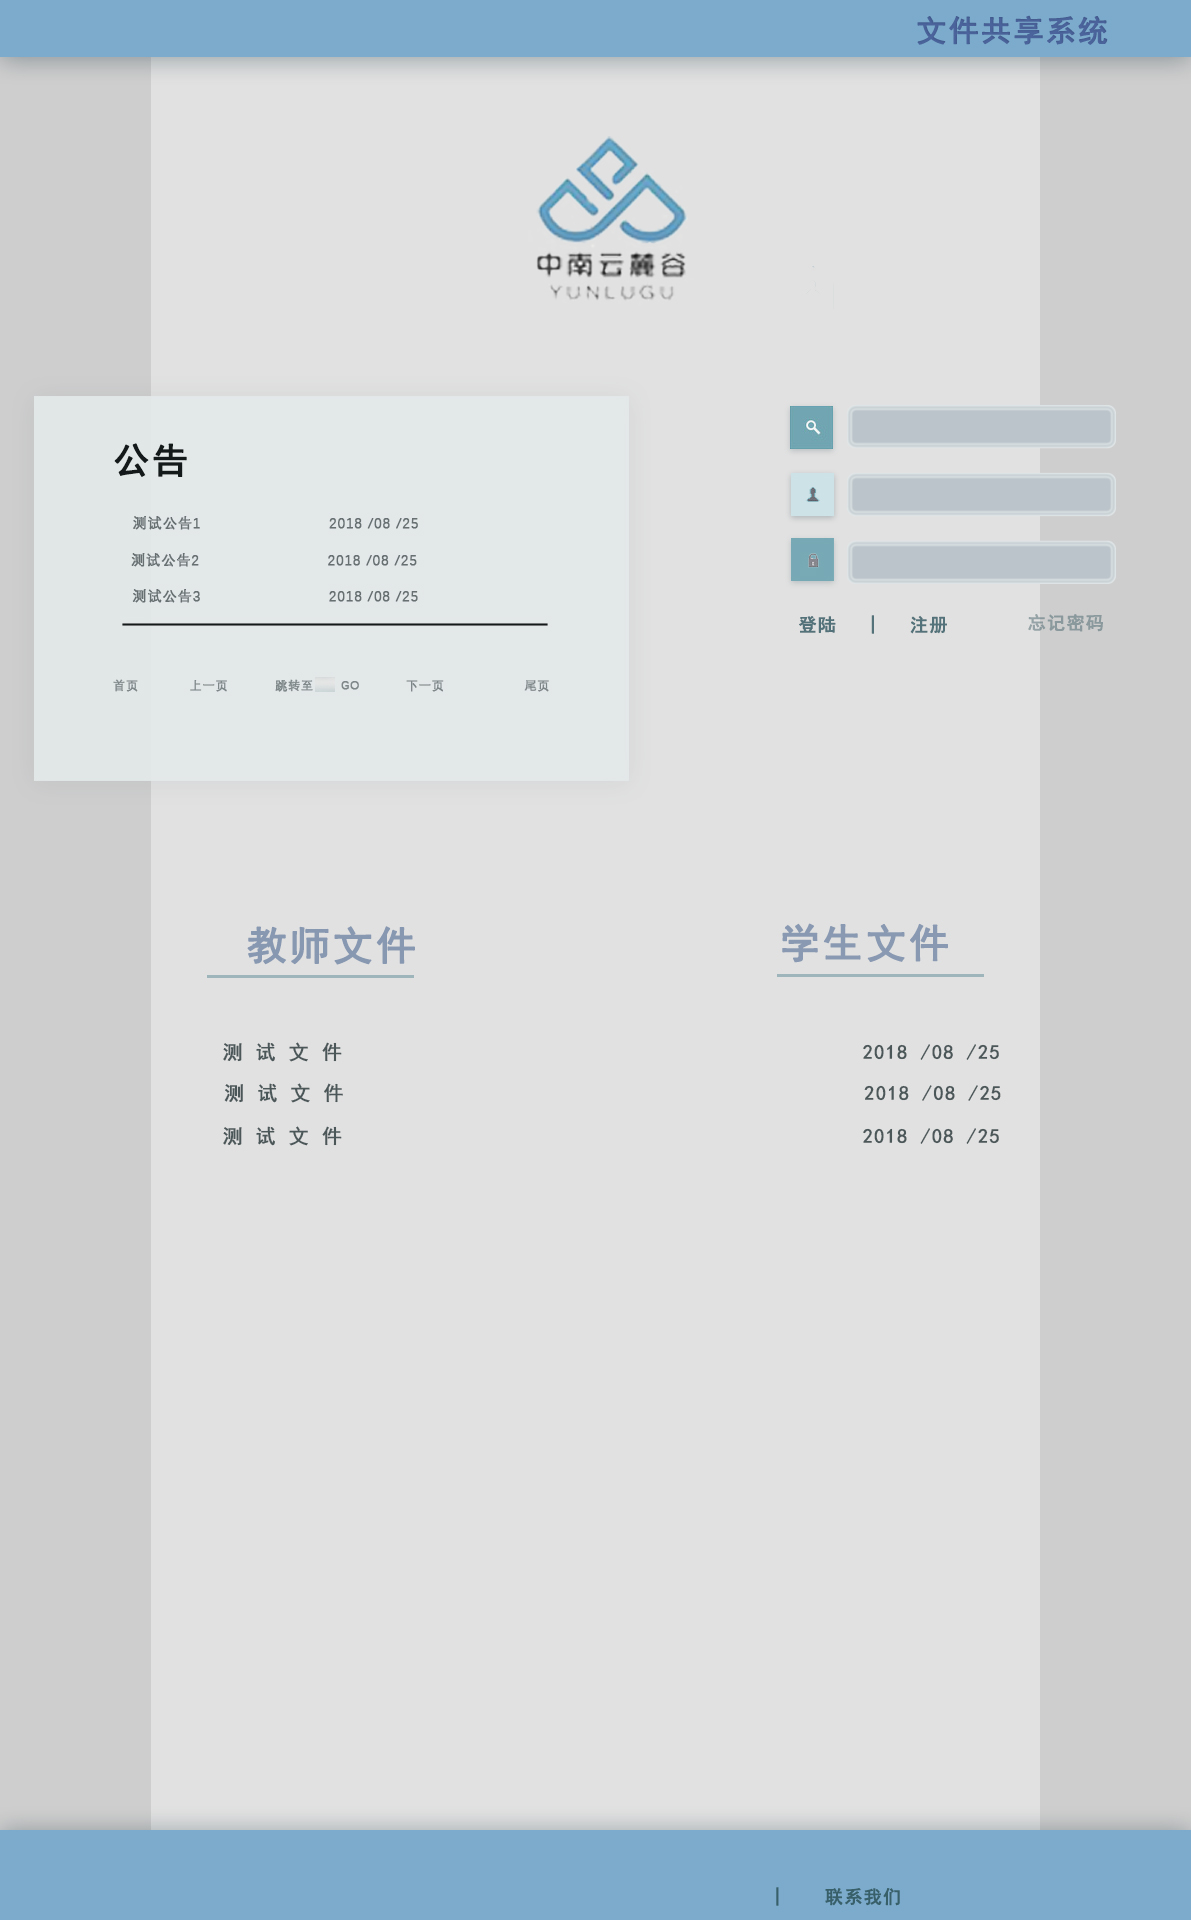 文件共享系统
中南云麓谷
YUNLUGU
公告
测试公告1 2018 /08 /25
测试公告2 2018 /08 /25
测试公告3 2018 /08 /25
首页 上一页 跳转至 GO 下一页 尾页
登陆 | 注册 忘记密码
教师文件 学生文件
测 试 文 件 2018 /08 /25
测 试 文 件 2018 /08 /25
测 试 文 件 2018 /08 /25
| 联系我们